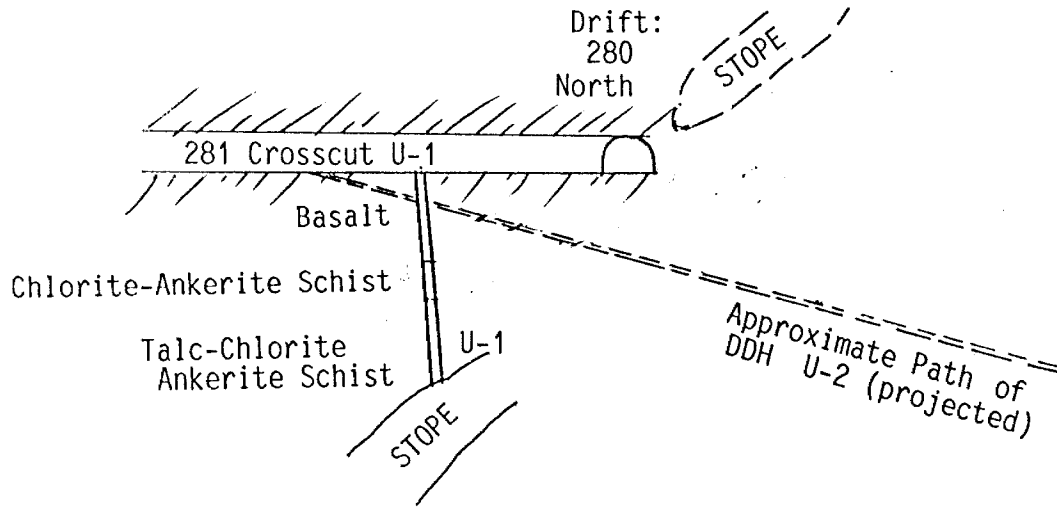 Drift:
280
North
STOPE
281 Crosscut U-1
Basalt
Chlorite-Ankerite Schist
Talc-Chlorite
Ankerite Schist
U-1
STOPE
Approximate Path of
DDH U-2 (projected)